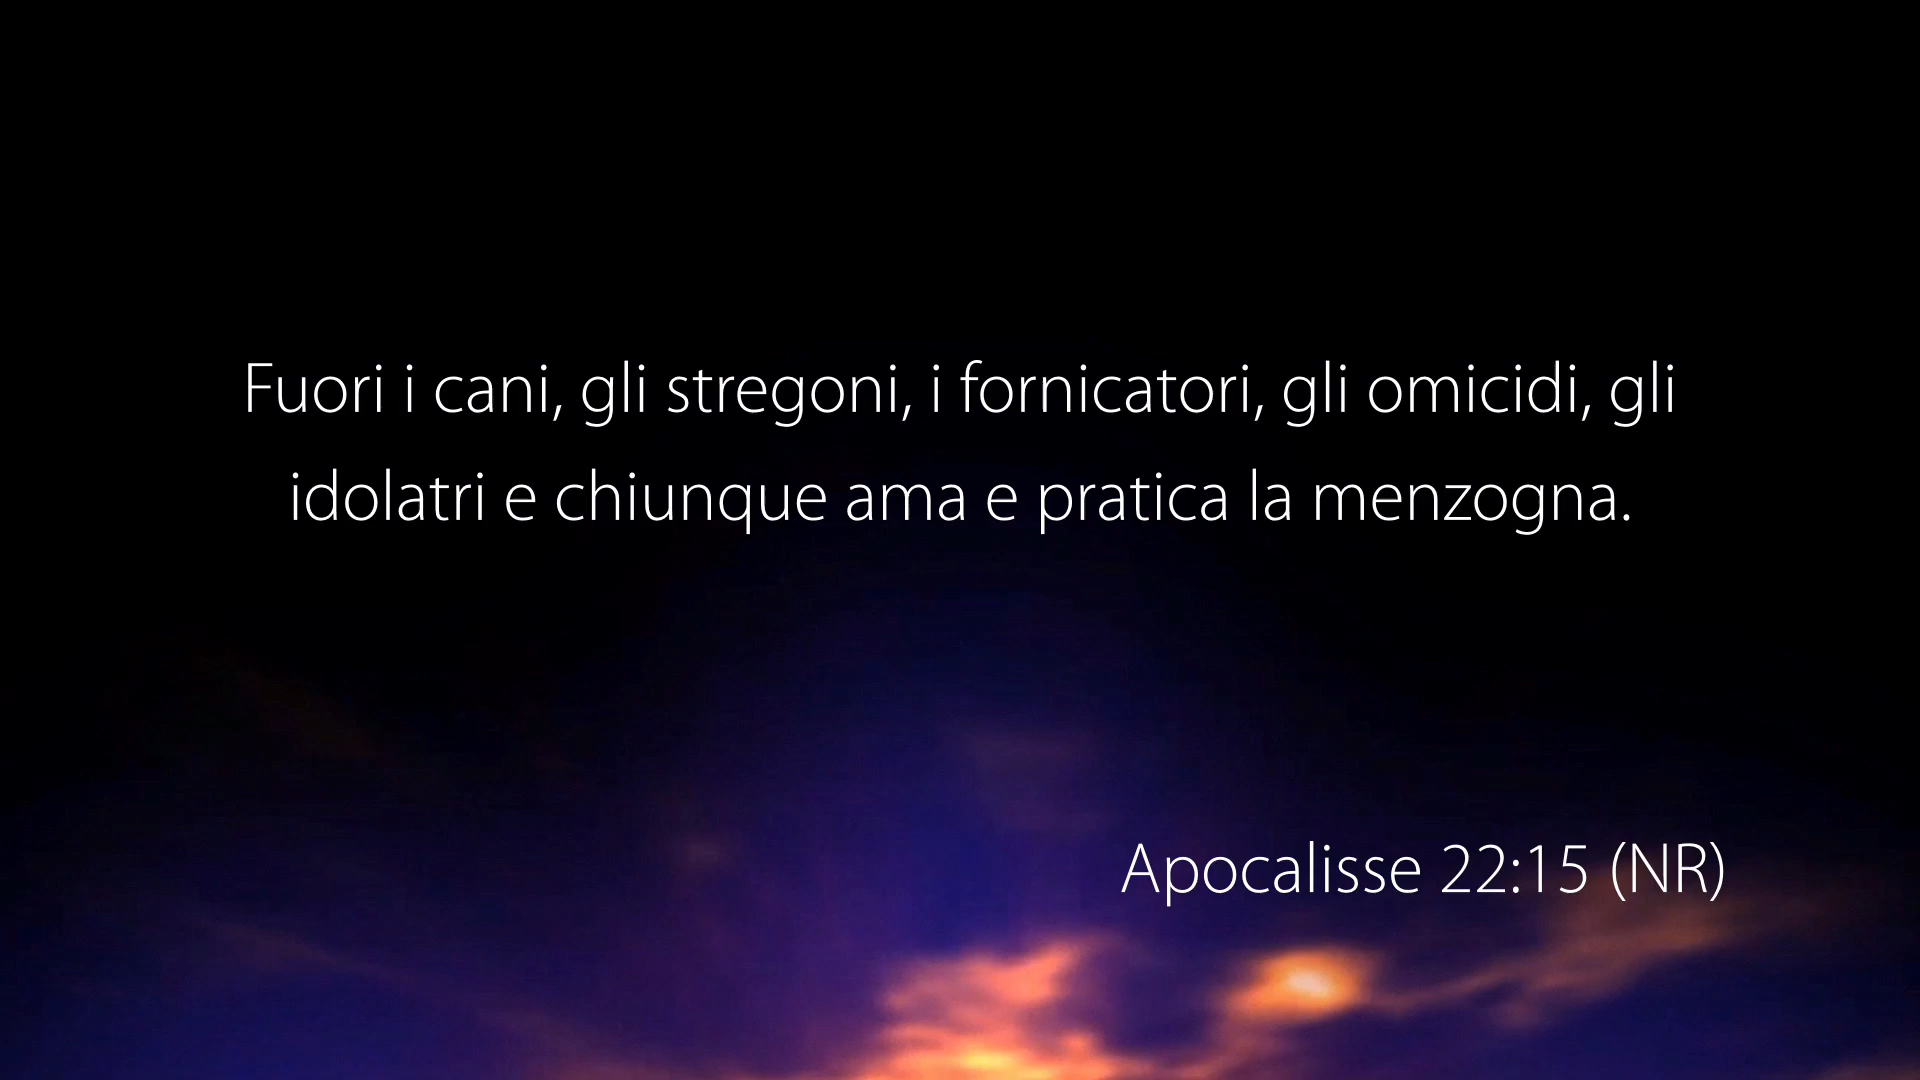 Fuori i cani, gli stregoni, i fornicatori, gli omicidi, gli
idolatri e chiunque ama e pratica la menzogna.
Apocalisse 22:15 (NR)